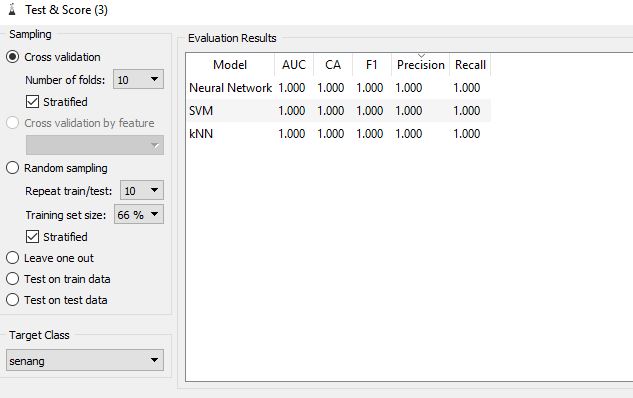 Test & Score (3)
Sampling
Cross validation
Number of folds: 10
Stratified
Cross validation by feature
Random sampling
Repeat train/test: 10
Training set size: 66 %
Stratified
Leave one out
Test on train data
Test on test data
Target Class
senang
Evaluation Results
Model AUC CA F1 Precision Recall
Neural Network 1.000 1.000 1.000 1.000 1.000
SVM 1.000 1.000 1.000 1.000 1.000
kNN 1.000 1.000 1.000 1.000 1.000